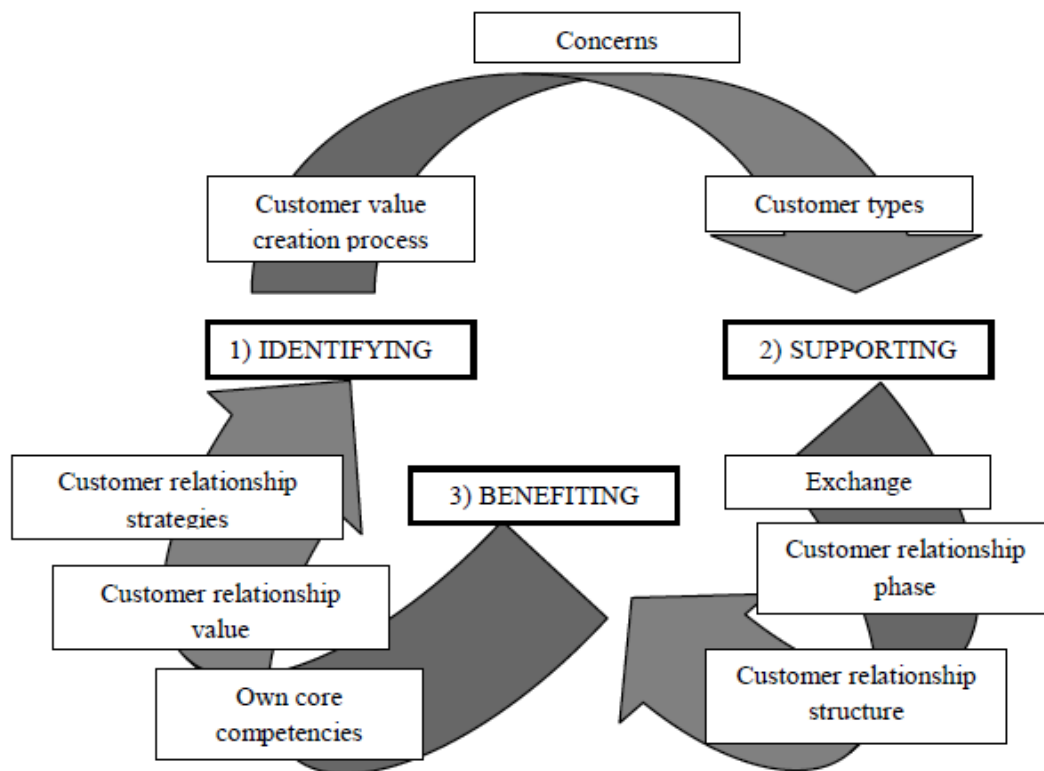 Concerns
Customer value
creation process
Customer types
1) IDENTIFYING
2) SUPPORTING
Customer relationship
strategies
3) BENEFITING
Exchange
Customer relationship
phase
Customer relationship
value
Customer relationship
structure
Own core
competencies